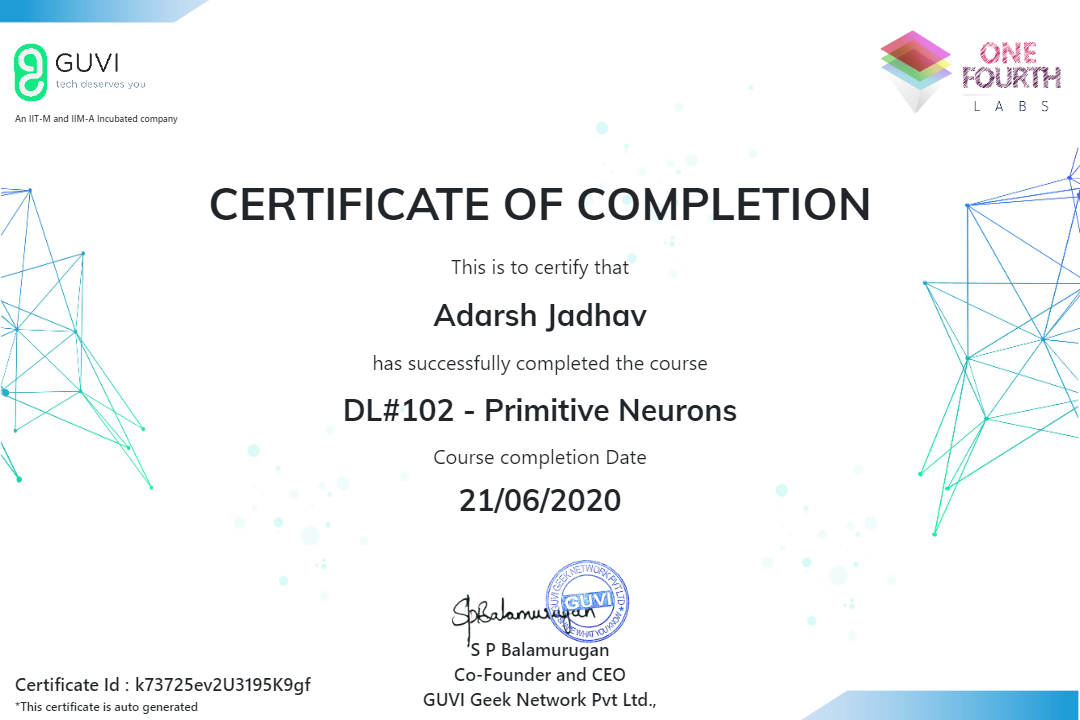 GUVI
tech deserves you
An IIT-M and IIM-A Incubated company
ONE
FOURTH
LABS
CERTIFICATE OF COMPLETION
This is to certify that
Adarsh Jadhav
has successfully completed the course
DL#102 - Primitive Neurons
Course completion Date
21/06/2020
GUVI GEEK NETWORK PVT LTD
GUVI
WHAT YOU KNOW
SPBalamurugan
S P Balamurugan
Co-Founder and CEO
GUVI Geek Network Pvt Ltd.,
Certificate Id : k73725ev2U3195K9gf
*This certificate is auto generated